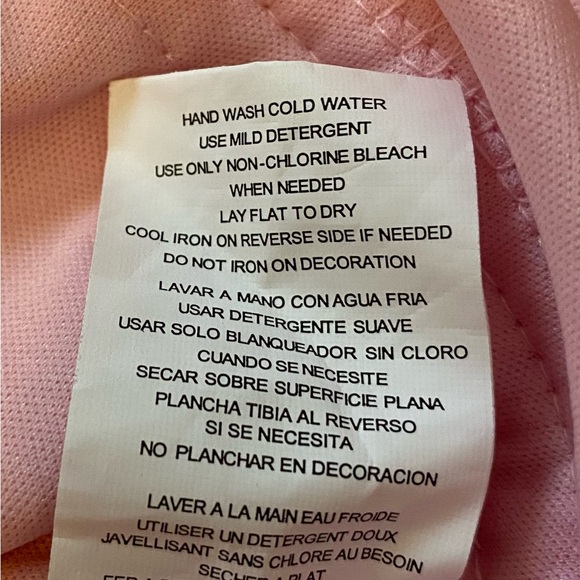 HAND WASH COLD WATER
USE MILD DETERGENT
USE ONLY NON-CHLORINE BLEACH
WHEN NEEDED
LAY FLAT TO DRY
COOL IRON ON REVERSE SIDE IF NEEDED
DO NOT IRON ON DECORATION
LAVAR A MANO CON AGUA FRIA
USAR DETERGENTE SUAVE
USAR SOLO BLANQUEADOR SIN CLORO
CUANDO SE NECESITE
SECAR SOBRE SUPERFICIE PLANA
PLANCHA TIBIA AL REVERSO
SI SE NECESITA
NO PLANCHAR EN DECORACION
LAVER A LA MAIN EAU FROIDE
UTILISER UN DETERGENT DOUX
JAVELLISANT SANS CHLORE AU BESOIN
SECHER A PLAT